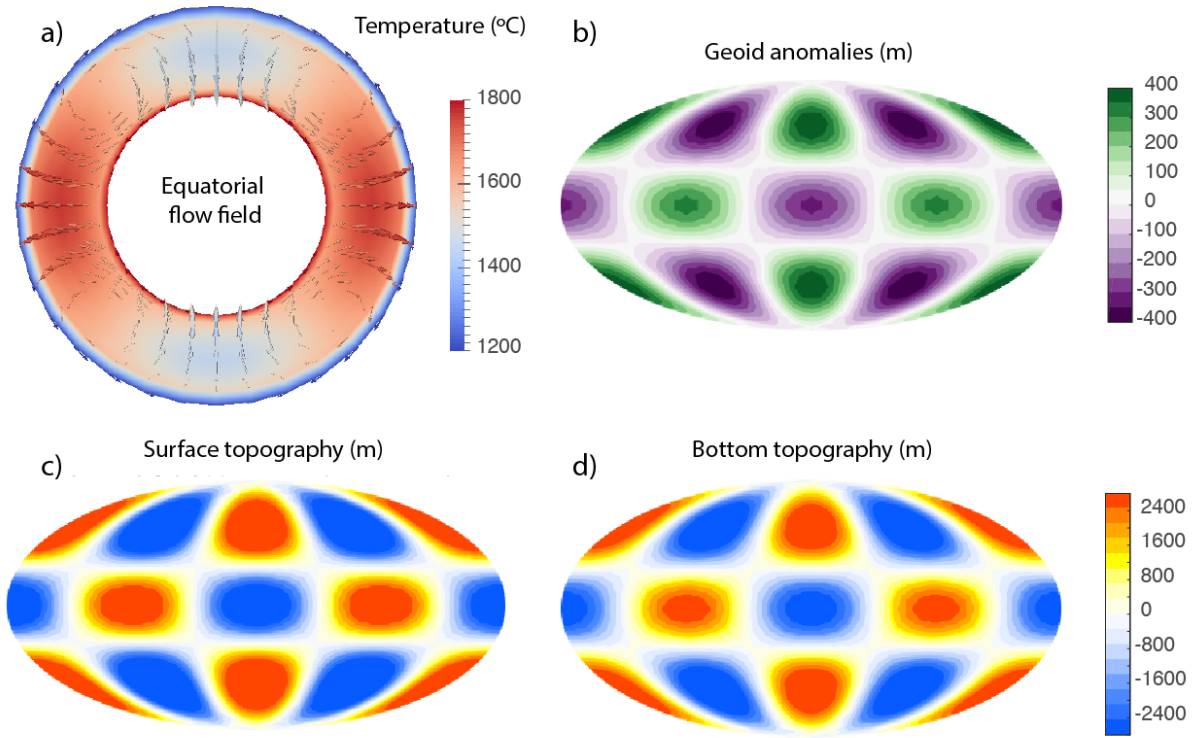 a)
Temperature (ºC)
1800
1600
1400
1200
Equatorial
flow field
b)
Geoid anomalies (m)
400
300
200
100
0
-100
-200
-300
-400
c)
Surface topography (m)
d)
Bottom topography (m)
2400
1600
800
0
-800
-1600
-2400